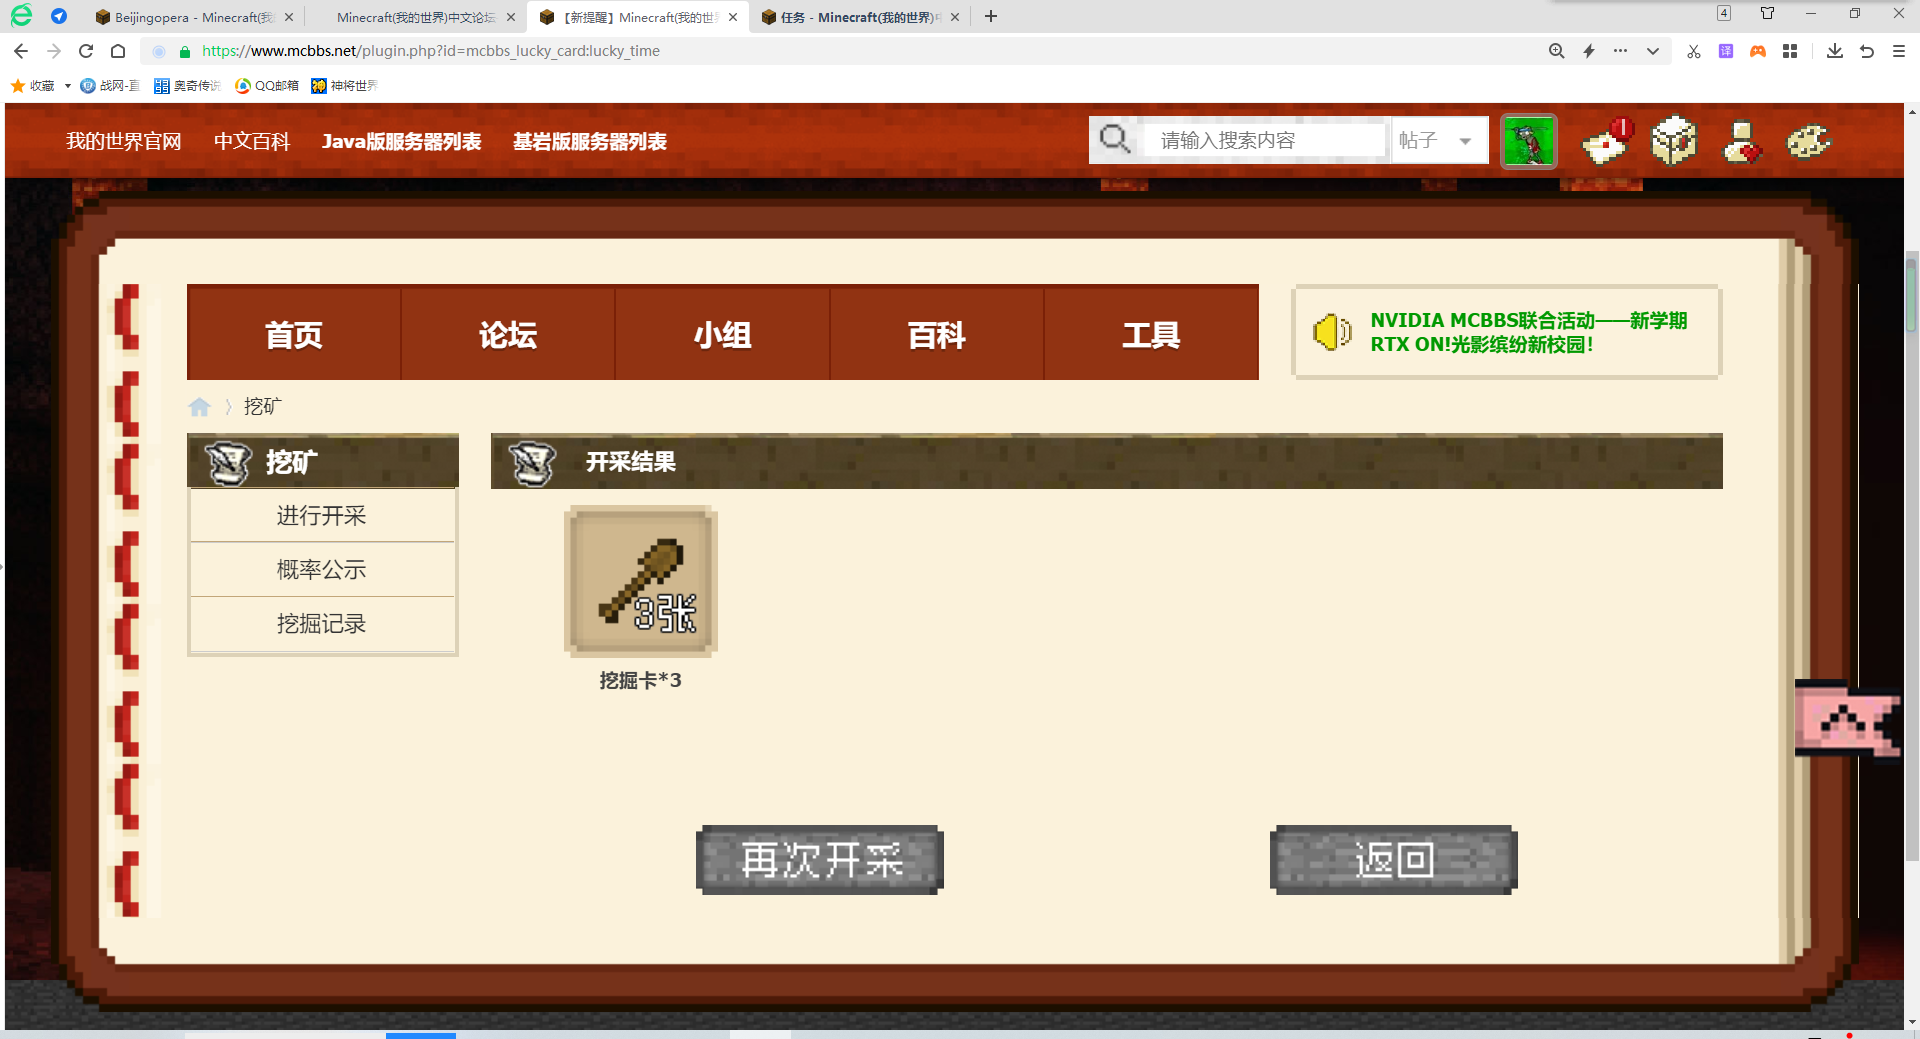 Beijingopera - Minecraft(我的
Minecraft(我的世界)中文论坛
【新提醒】Minecraft(我的世
任务 - Minecraft(我的世界)
4
https://www.mcbbs.net/plugin.php?id=mcbbs_lucky_card:lucky_time
译
收藏
战网-直
奥奇传说
QQ邮箱
神将世界
我的世界官网
中文百科
Java版服务器列表
基岩版服务器列表
请输入搜索内容
帖子
首页
论坛
小组
百科
工具
NVIDIA MCBBS联合活动——新学期
RTX ON!光影缤纷新校园！
挖矿
挖矿
进行开采
概率公示
挖掘记录
开采结果
3张
挖掘卡*3
再次开采
返回